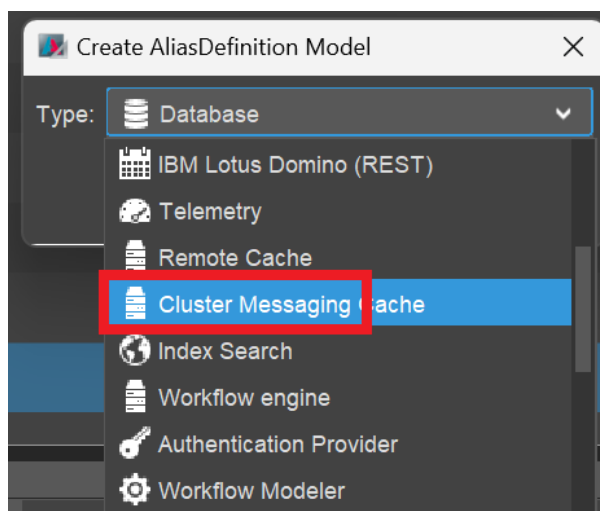 Create AliasDefinition Model
Type: Database
IBM Lotus Domino (REST)
Telemetry
Remote Cache
Cluster Messaging Cache
Index Search
Workflow engine
Authentication Provider
Workflow Modeler